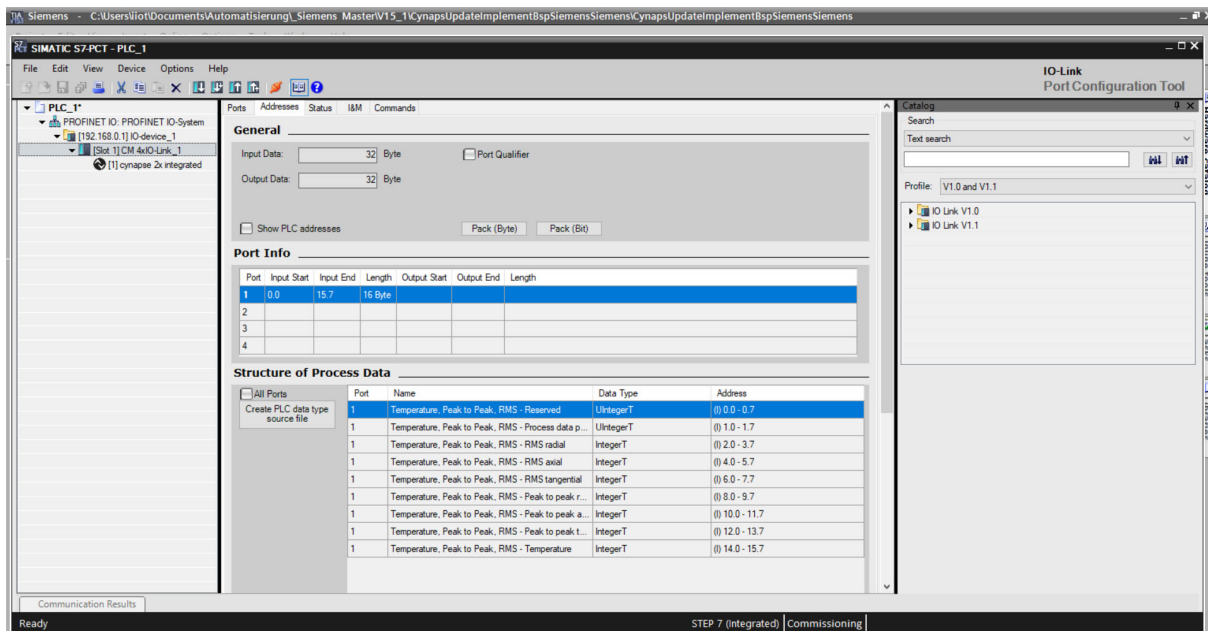 Siemens - C:\Users\iiot\Documents\Automatisierung\_Siemens Master\V15_1\CynapsUpdateImplementBspSiemensSiemens\CynapsUpdateImplementBspSiemensSiemens
SIMATIC S7-PCT - PLC_1
File Edit View Device Options Help
IO-Link
Port Configuration Tool
PLC_1*
PROFINET IO: PROFINET IO-System
[192.168.0.1] IO-device_1
[Slot 1] CM 4xIO-Link_1
[1] cynapse 2x integrated
Ports Addresses Status I&M Commands
General
Input Data: 32 Byte Port Qualifier
Output Data: 32 Byte
Show PLC addresses Pack (Byte) Pack (Bit)
Port Info
Port Input Start Input End Length Output Start Output End Length
1 0.0 15.7 16 Byte
2
3
4
Structure of Process Data
All Ports
Create PLC data type
source file
Port Name Data Type Address
1 Temperature, Peak to Peak, RMS - Reserved UIntegerT (I) 0.0 - 0.7
1 Temperature, Peak to Peak, RMS - Process data p... UIntegerT (I) 1.0 - 1.7
1 Temperature, Peak to Peak, RMS - RMS radial IntegerT (I) 2.0 - 3.7
1 Temperature, Peak to Peak, RMS - RMS axial IntegerT (I) 4.0 - 5.7
1 Temperature, Peak to Peak, RMS - RMS tangential IntegerT (I) 6.0 - 7.7
1 Temperature, Peak to Peak, RMS - Peak to peak r... IntegerT (I) 8.0 - 9.7
1 Temperature, Peak to Peak, RMS - Peak to peak a... IntegerT (I) 10.0 - 11.7
1 Temperature, Peak to Peak, RMS - Peak to peak t... IntegerT (I) 12.0 - 13.7
1 Temperature, Peak to Peak, RMS - Temperature IntegerT (I) 14.0 - 15.7
Catalog
Search
Text search
Profile: V1.0 and V1.1
IO Link V1.0
IO Link V1.1
Communication Results
Ready
STEP 7 (Integrated) Commissioning